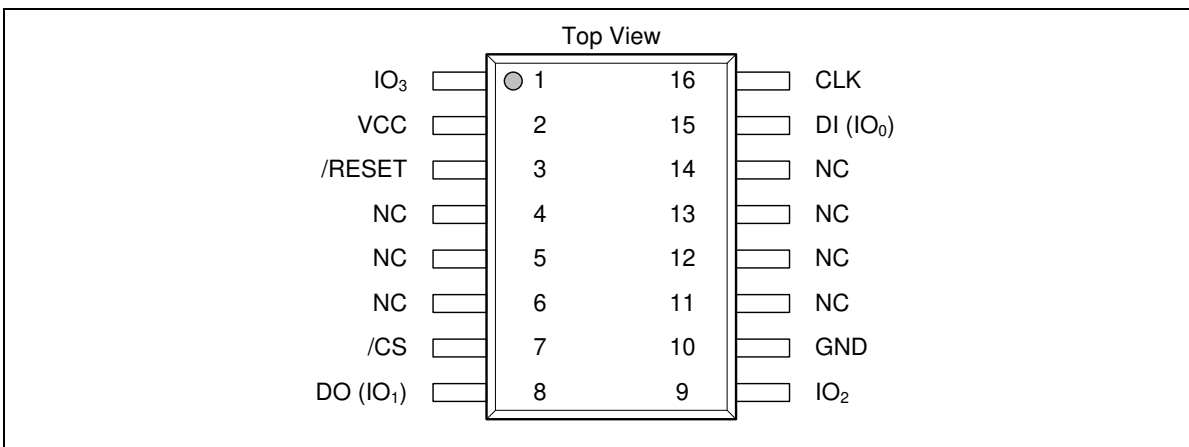 Top View
IO₃ 1 16 CLK
VCC 2 15 DI (IO₀)
/RESET 3 14 NC
NC 4 13 NC
NC 5 12 NC
NC 6 11 NC
/CS 7 10 GND
DO (IO₁) 8 9 IO₂